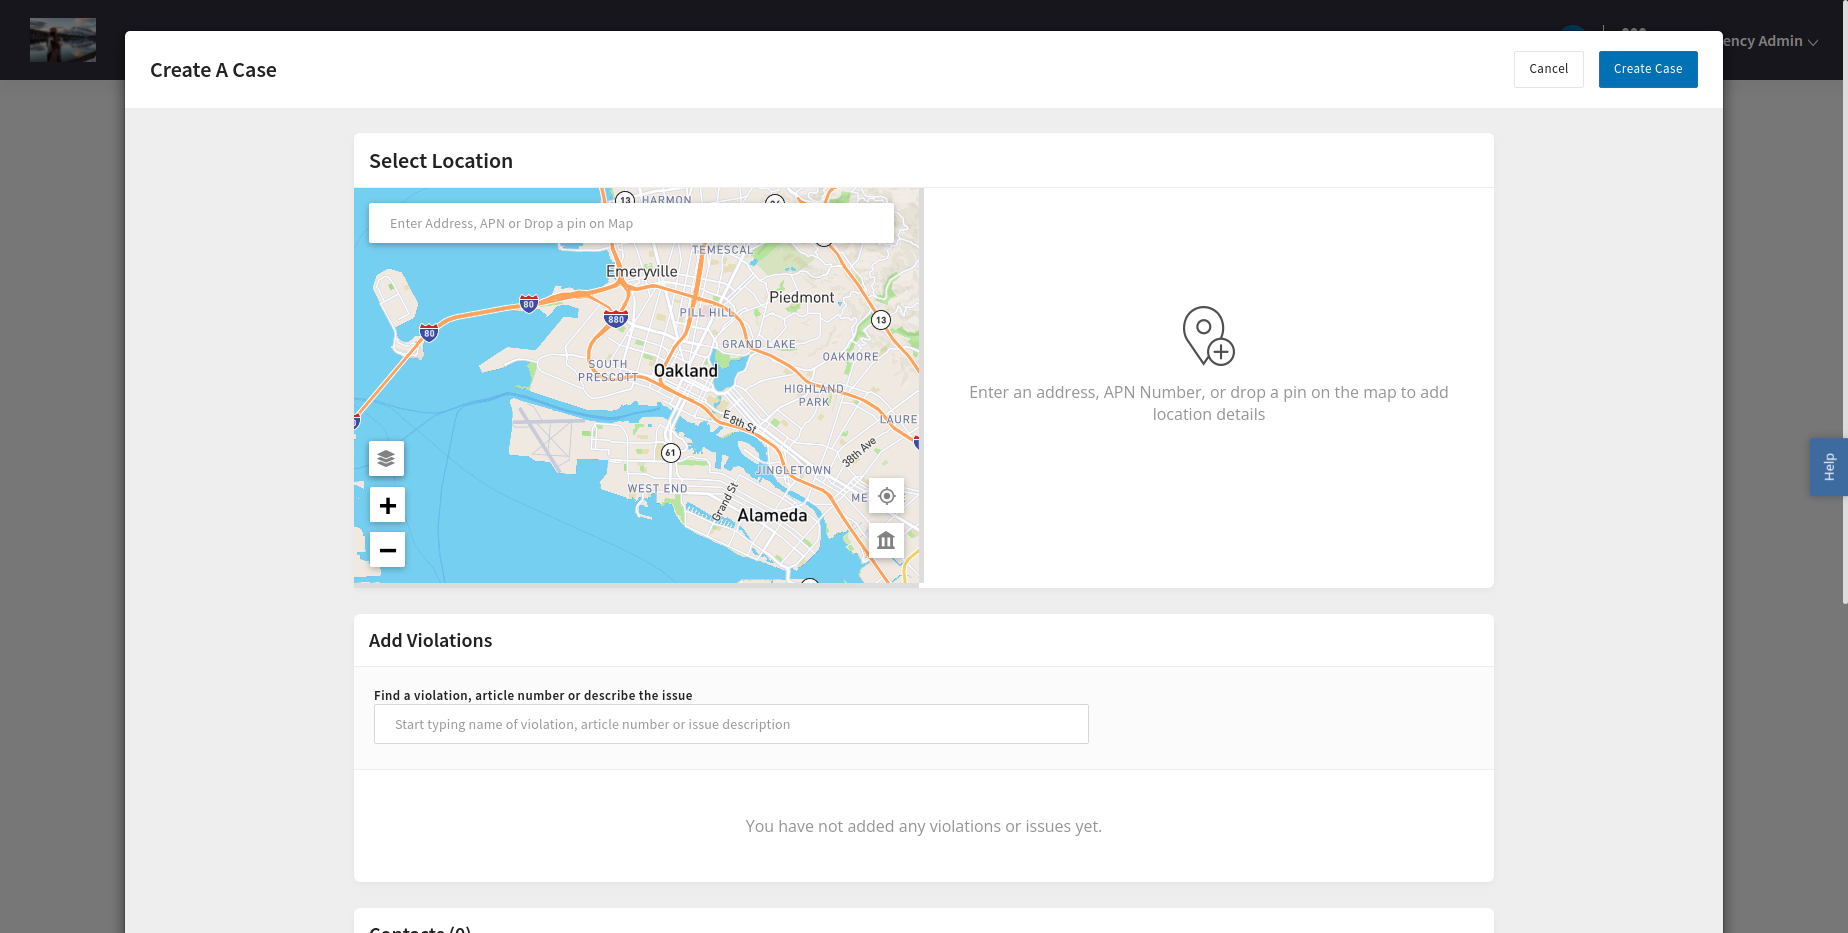 ency Admin
Create A Case
Cancel
Create Case
Select Location
Enter Address, APN or Drop a pin on Map
13
HARMON
TEMESCAL
Emeryville
Piedmont
80
880
PILL HILL
13
80
GRAND LAKE
OAKMORE
SOUTH
PRESCOTT
Oakland
HIGHLAND
PARK
E 8th St
LAURE
61
38th Ave
JINGLETOWN
WEST END
Grand St
ME
Alameda
Enter an address, APN Number, or drop a pin on the map to add
location details
Help
Add Violations
Find a violation, article number or describe the issue
Start typing name of violation, article number or issue description
You have not added any violations or issues yet.
Contacts (0)